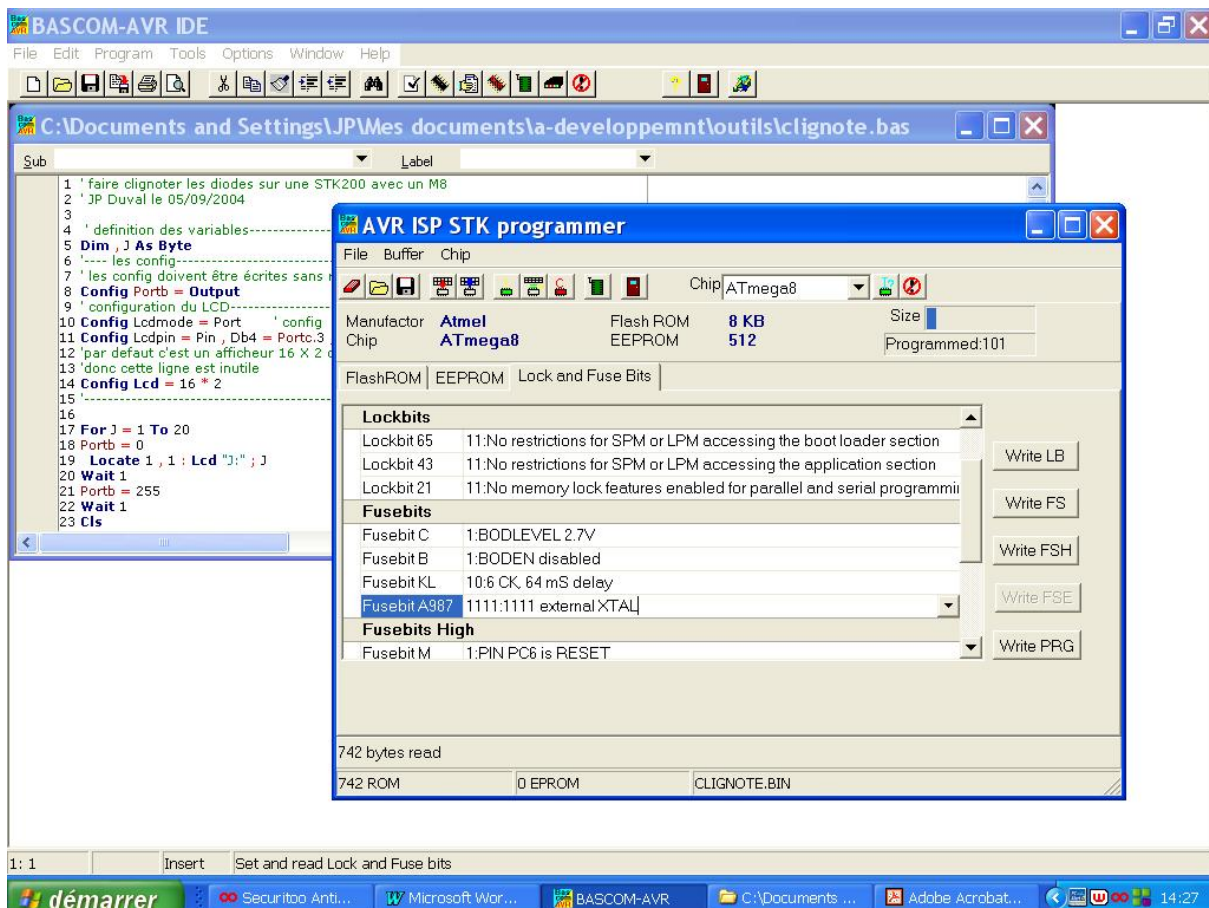 BASCOM-AVR IDE
File Edit Program Tools Options Window Help
C:\Documents and Settings\JP\Mes documents\a-developpemnt\outils\clignote.bas
Sub Label
1 ' faire clignoter les diodes sur une STK200 avec un M8
2 ' JP Duval le 05/09/2004
3
4 ' definition des variables-------------
5 Dim , J As Byte
6 '---- les config-----------------------
7 ' les config doivent être écrites sans
8 Config Portb = Output
9 ' configuration du LCD-----------------
10 Config Lcdmode = Port ' config
11 Config Lcdpin = Pin , Db4 = Portc.3
12 'par defaut c'est un afficheur 16 X 2
13 'donc cette ligne est inutile
14 Config Lcd = 16 * 2
15 '--------------------------------------
16
17 For J = 1 To 20
18 Portb = 0
19 Locate 1 , 1 : Lcd "J:" ; J
20 Wait 1
21 Portb = 255
22 Wait 1
23 Cls
AVR ISP STK programmer
File Buffer Chip
Chip ATmega8
Manufactor Atmel Flash ROM 8 KB Size
Chip ATmega8 EEPROM 512 Programmed:101
FlashROM EEPROM Lock and Fuse Bits
Lockbits
Lockbit 65 11:No restrictions for SPM or LPM accessing the boot loader section
Lockbit 43 11:No restrictions for SPM or LPM accessing the application section
Lockbit 21 11:No memory lock features enabled for parallel and serial programmi
Fusebits
Fusebit C 1:BODLEVEL 2.7V
Fusebit B 1:BODEN disabled
Fusebit KL 10:6 CK, 64 mS delay
Fusebit A987 1111:1111 external XTAL
Fusebits High
Fusebit M 1:PIN PC6 is RESET
Write LB
Write FS
Write FSH
Write FSE
Write PRG
742 bytes read
742 ROM 0 EPROM CLIGNOTE.BIN
1: 1 Insert Set and read Lock and Fuse bits
démarrer Securitoo Anti... Microsoft Wor... BASCOM-AVR C:\Documents ... Adobe Acrobat... 14:27